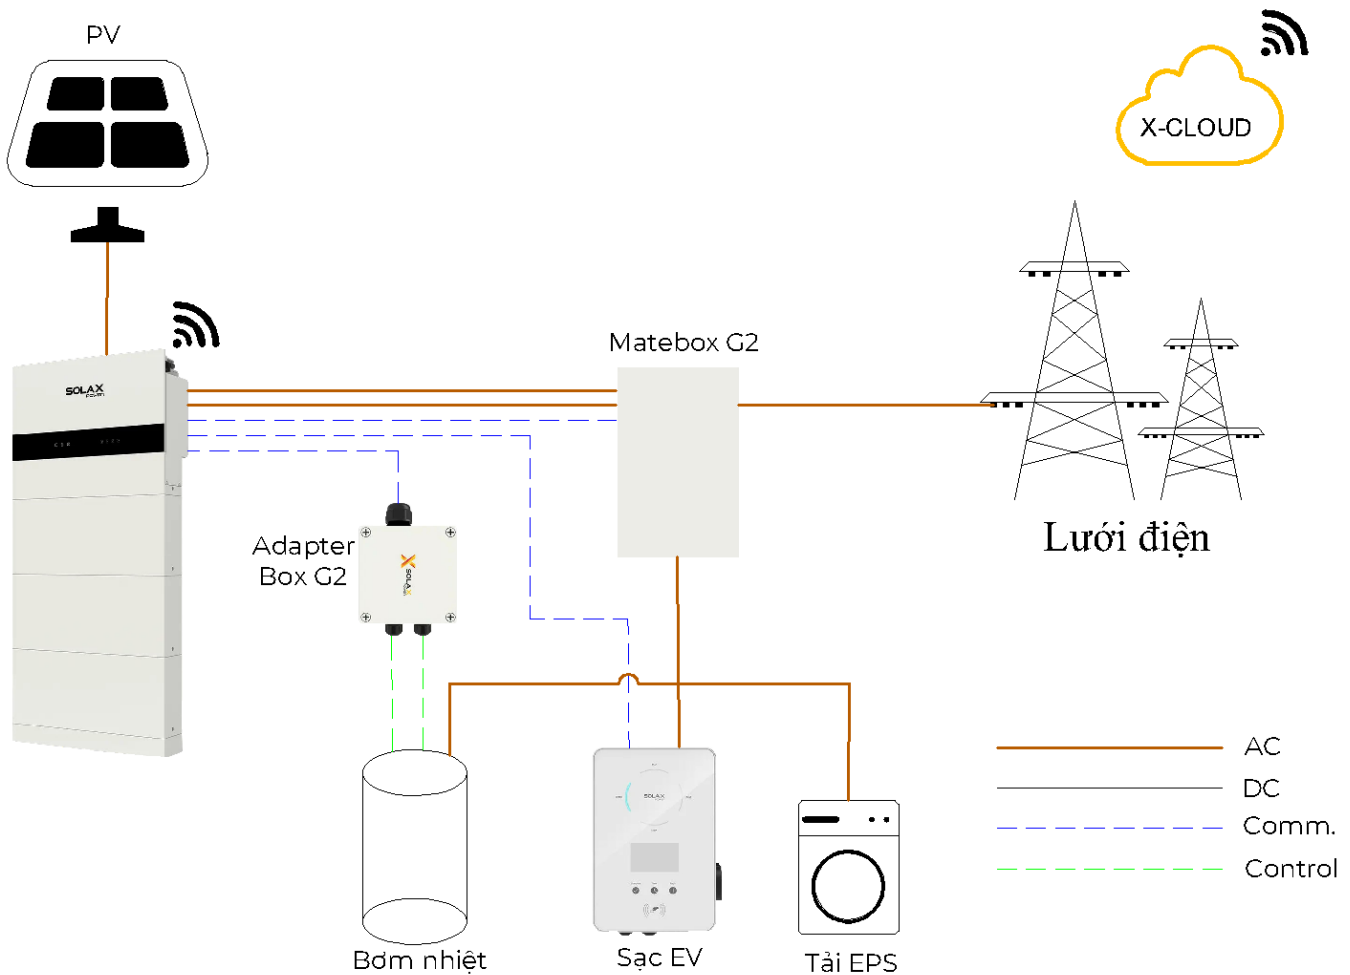 PV
X-CLOUD
SOLAX
POWER
Matebox G2
Adapter
Box G2
SOLAX
Lưới điện
AC
DC
Comm.
Control
SOLAX
Bơm nhiệt
Sạc EV
Tải EPS